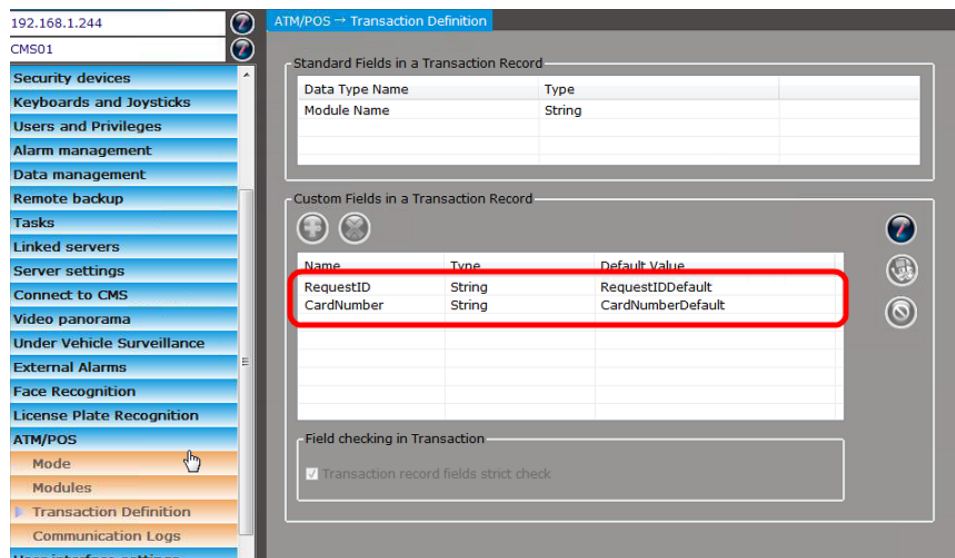 192.168.1.244
CMS01
Security devices
Keyboards and Joysticks
Users and Privileges
Alarm management
Data management
Remote backup
Tasks
Linked servers
Server settings
Connect to CMS
Video panorama
Under Vehicle Surveillance
External Alarms
Face Recognition
License Plate Recognition
ATM/POS
Mode
Modules
Transaction Definition
Communication Logs
User interface settings
ATM/POS → Transaction Definition
Standard Fields in a Transaction Record
Data Type Name Type
Module Name String
Custom Fields in a Transaction Record
Name Type Default Value
RequestID String RequestIDDefault
CardNumber String CardNumberDefault
Field checking in Transaction
Transaction record fields strict check